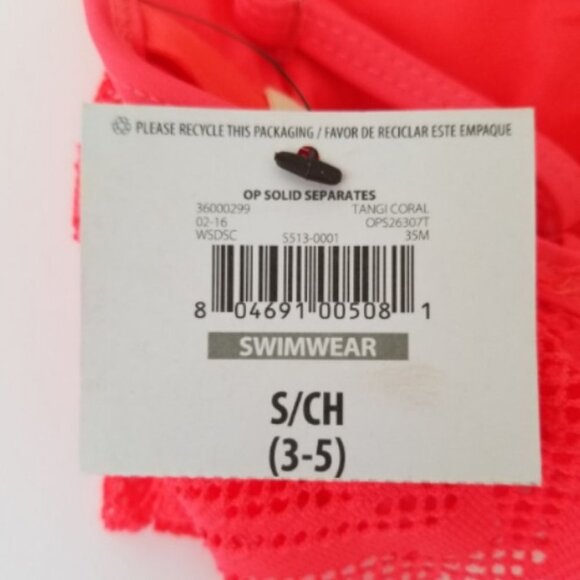 PLEASE RECYCLE THIS PACKAGING / FAVOR DE RECICLAR ESTE EMPAQUE
OP SOLID SEPARATES
36000299 TANGI CORAL
02-16 OPS26307T
WSDSC 5513-0001 35M
8 04691 00508 1
SWIMWEAR
S/CH
(3-5)